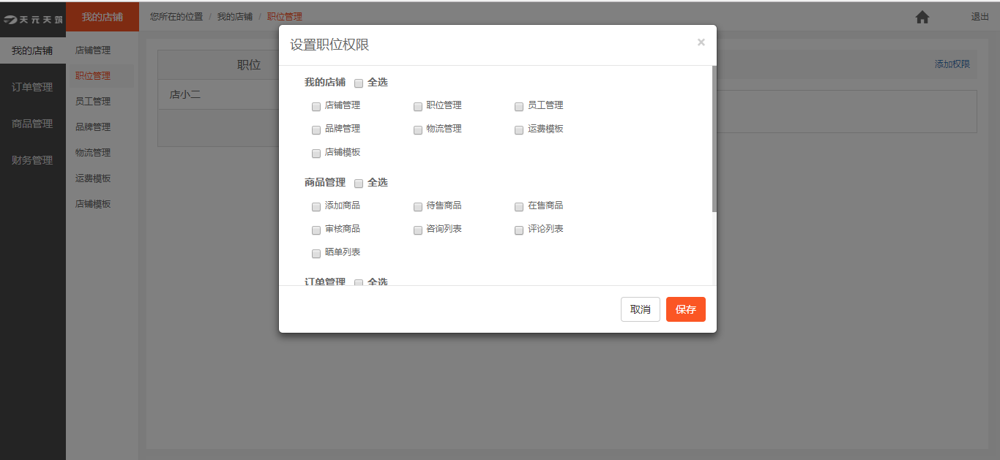 天元天筑
我的店铺
您所在的位置 / 我的店铺 / 职位管理
退出
我的店铺
订单管理
商品管理
财务管理
店铺管理
职位管理
员工管理
品牌管理
物流管理
运费模板
店铺模板
职位
店小二
添加权限
设置职位权限
×
我的店铺 全选
店铺管理 职位管理 员工管理
品牌管理 物流管理 运费模板
店铺模板
商品管理 全选
添加商品 待售商品 在售商品
审核商品 咨询列表 评论列表
晒单列表
订单管理 全选
取消 保存